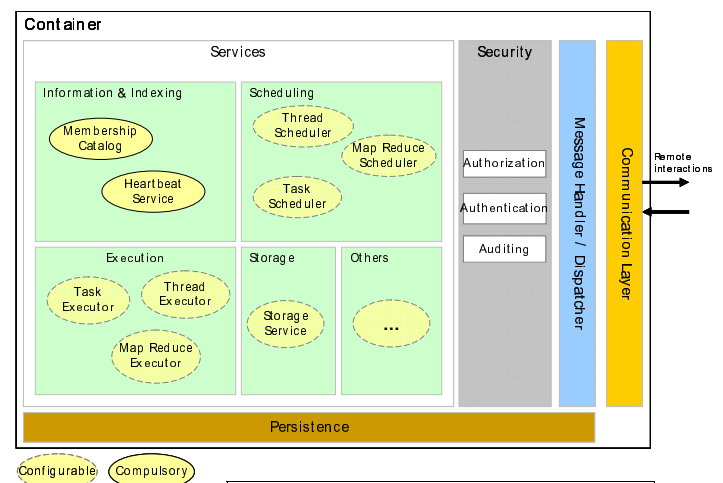 Container
Services
Information & Indexing
Membership
Catalog
Heartbeat
Service
Scheduling
Thread
Scheduler
Map Reduce
Scheduler
Task
Scheduler
Execution
Task
Executor
Thread
Executor
Map Reduce
Executor
Storage
Storage
Service
Others
...
Security
Authorization
Authentication
Auditing
Message Handler / Dispatcher
Communication Layer
Remote
interactions
Persistence
Configurable
Compulsory